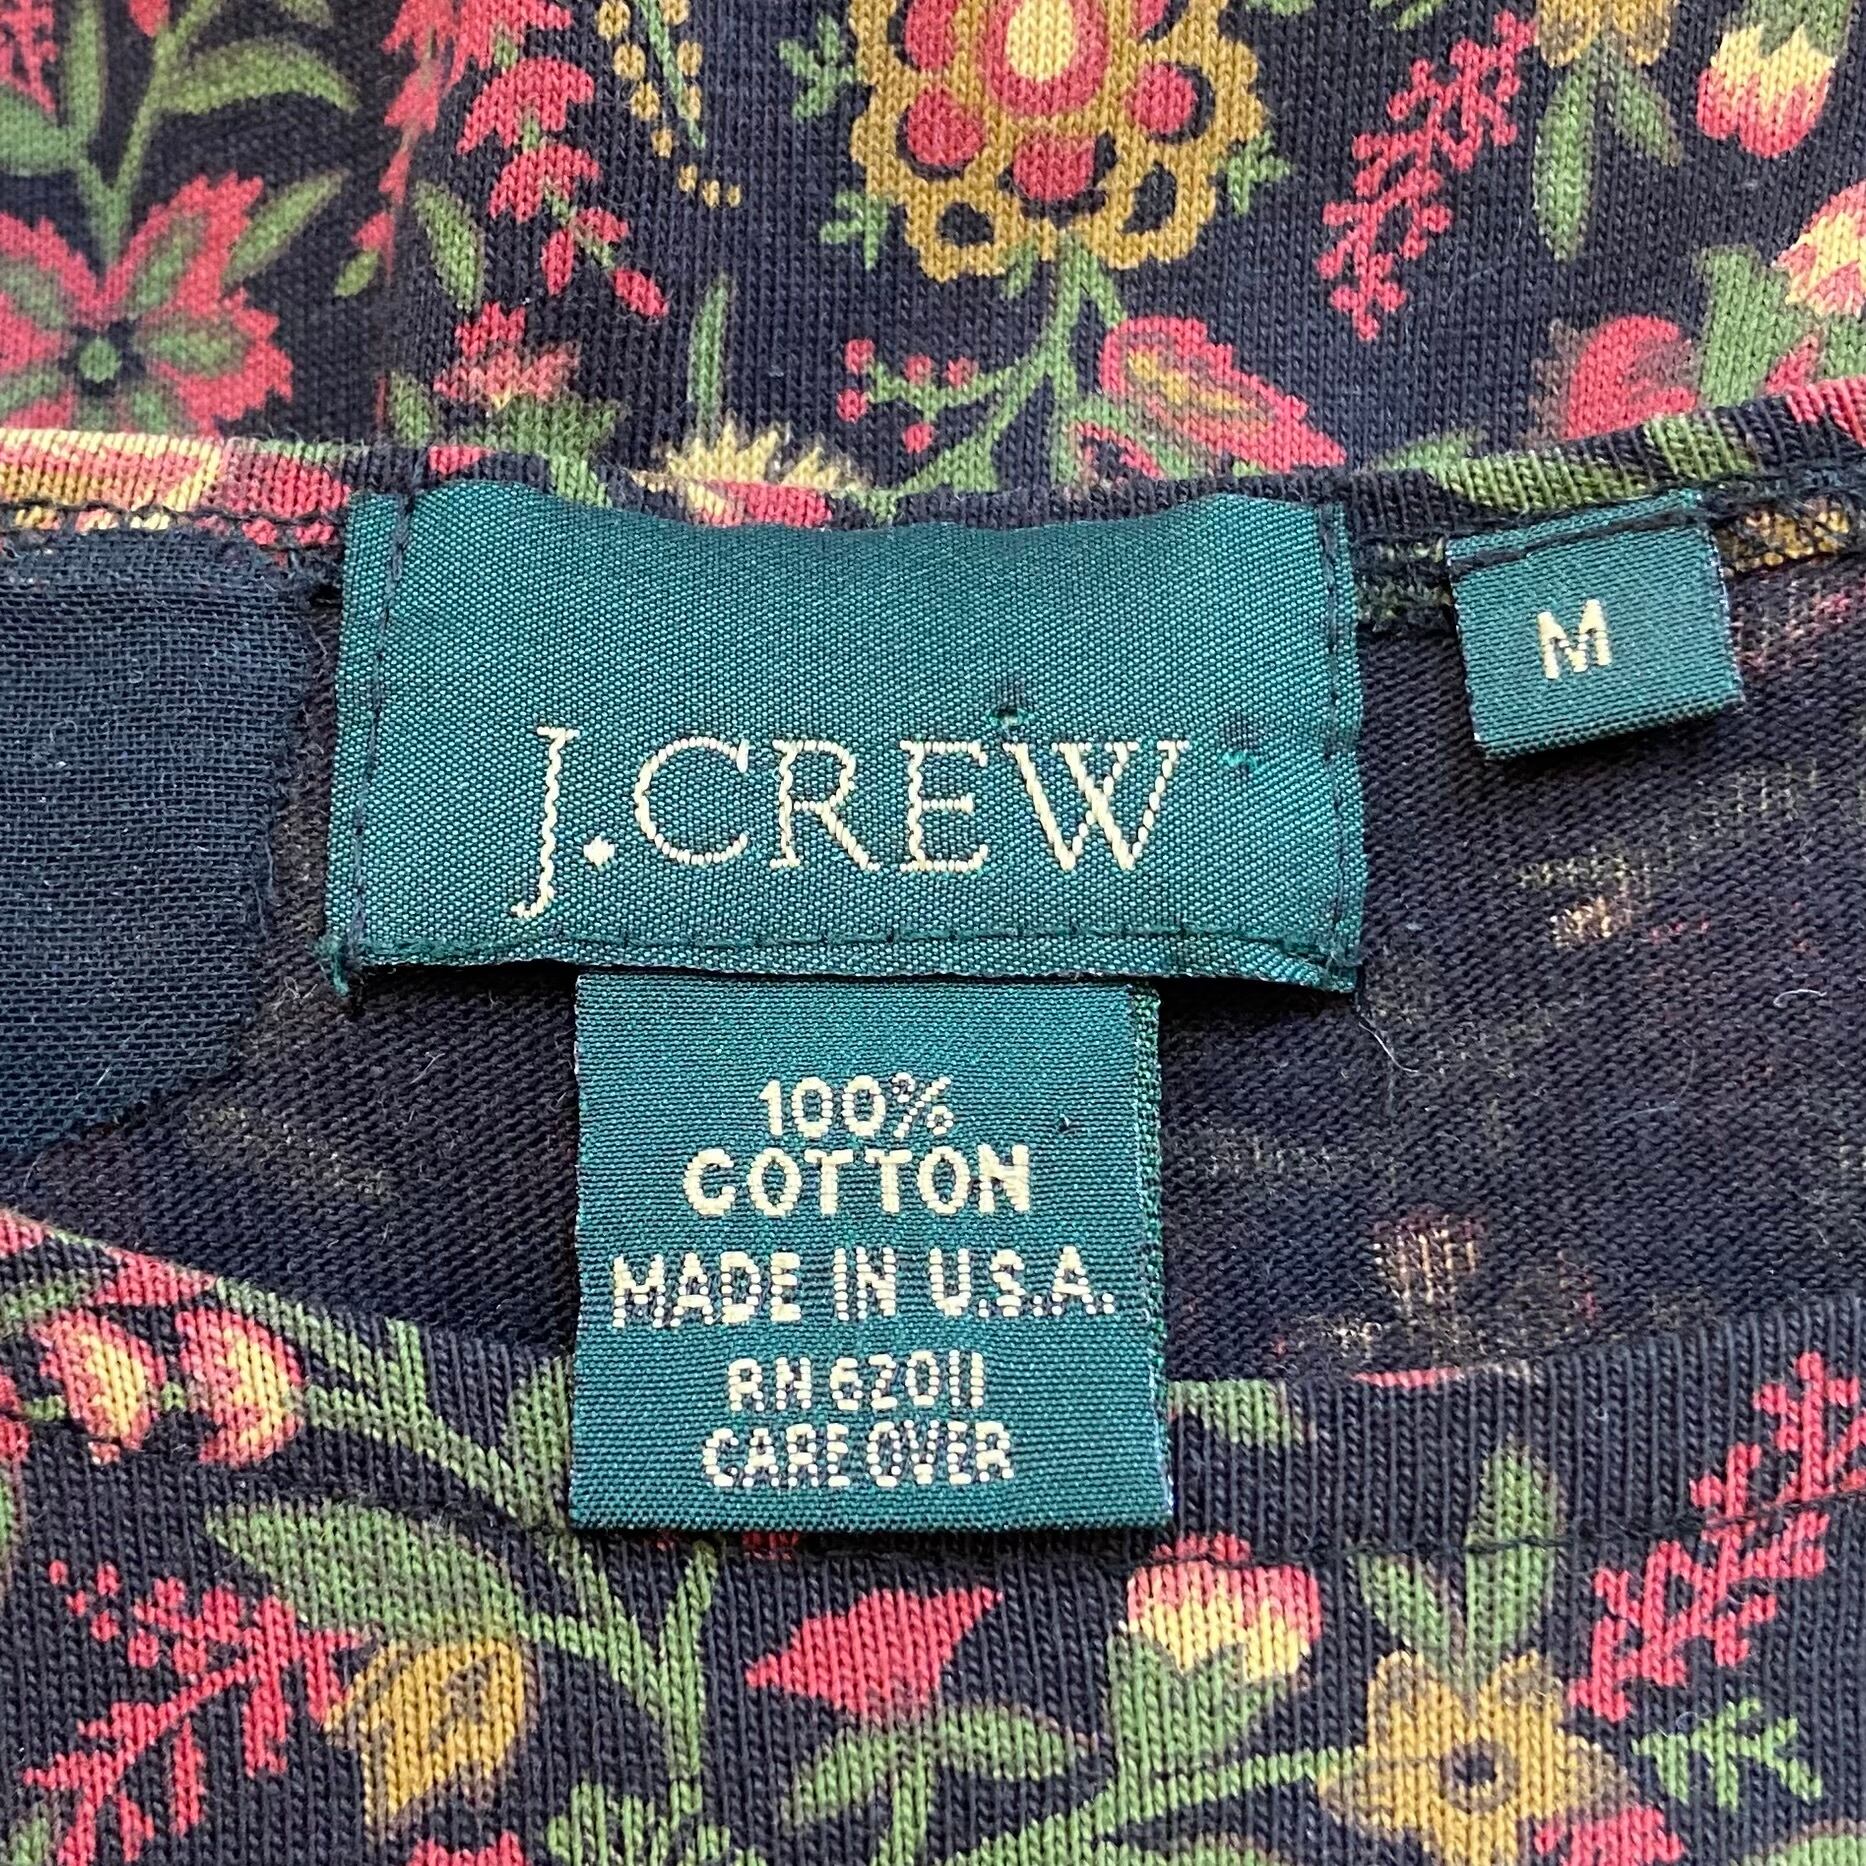 J.CREW
M
100%
COTTON
MADE IN U.S.A.
RN 62011
CARE OVER